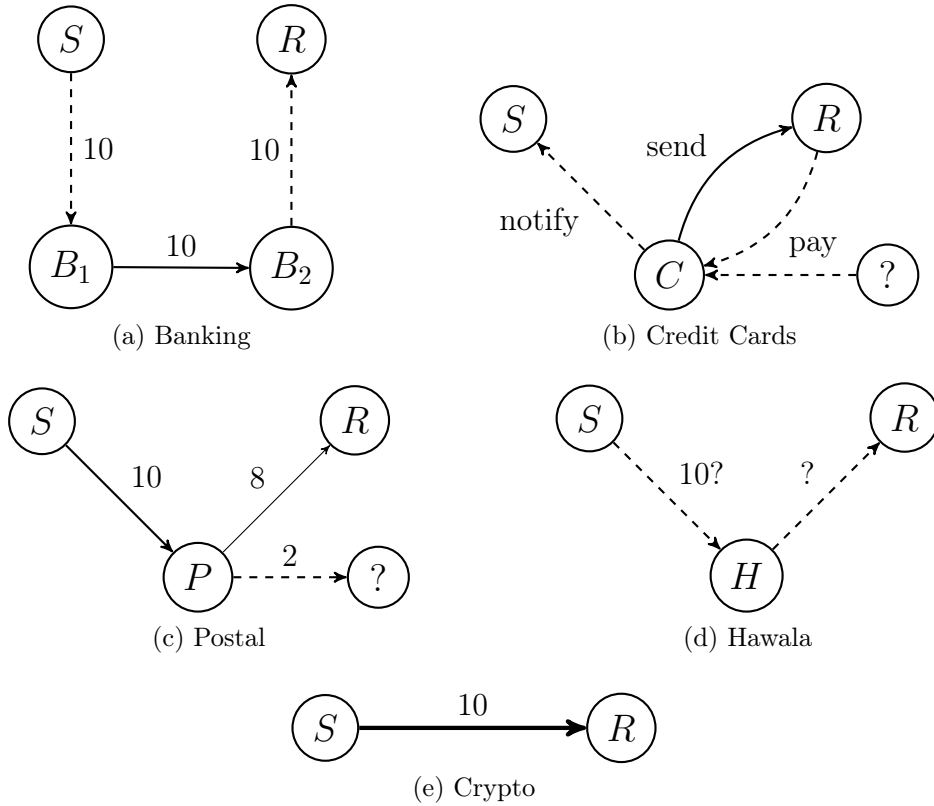 S
R
10
10
B₁
10
B₂
(a) Banking
S
R
send
notify
pay
C
?
(b) Credit Cards
S
R
10
8
P
2
?
(c) Postal
S
R
10?
?
H
(d) Hawala
S
10
R
(e) Crypto